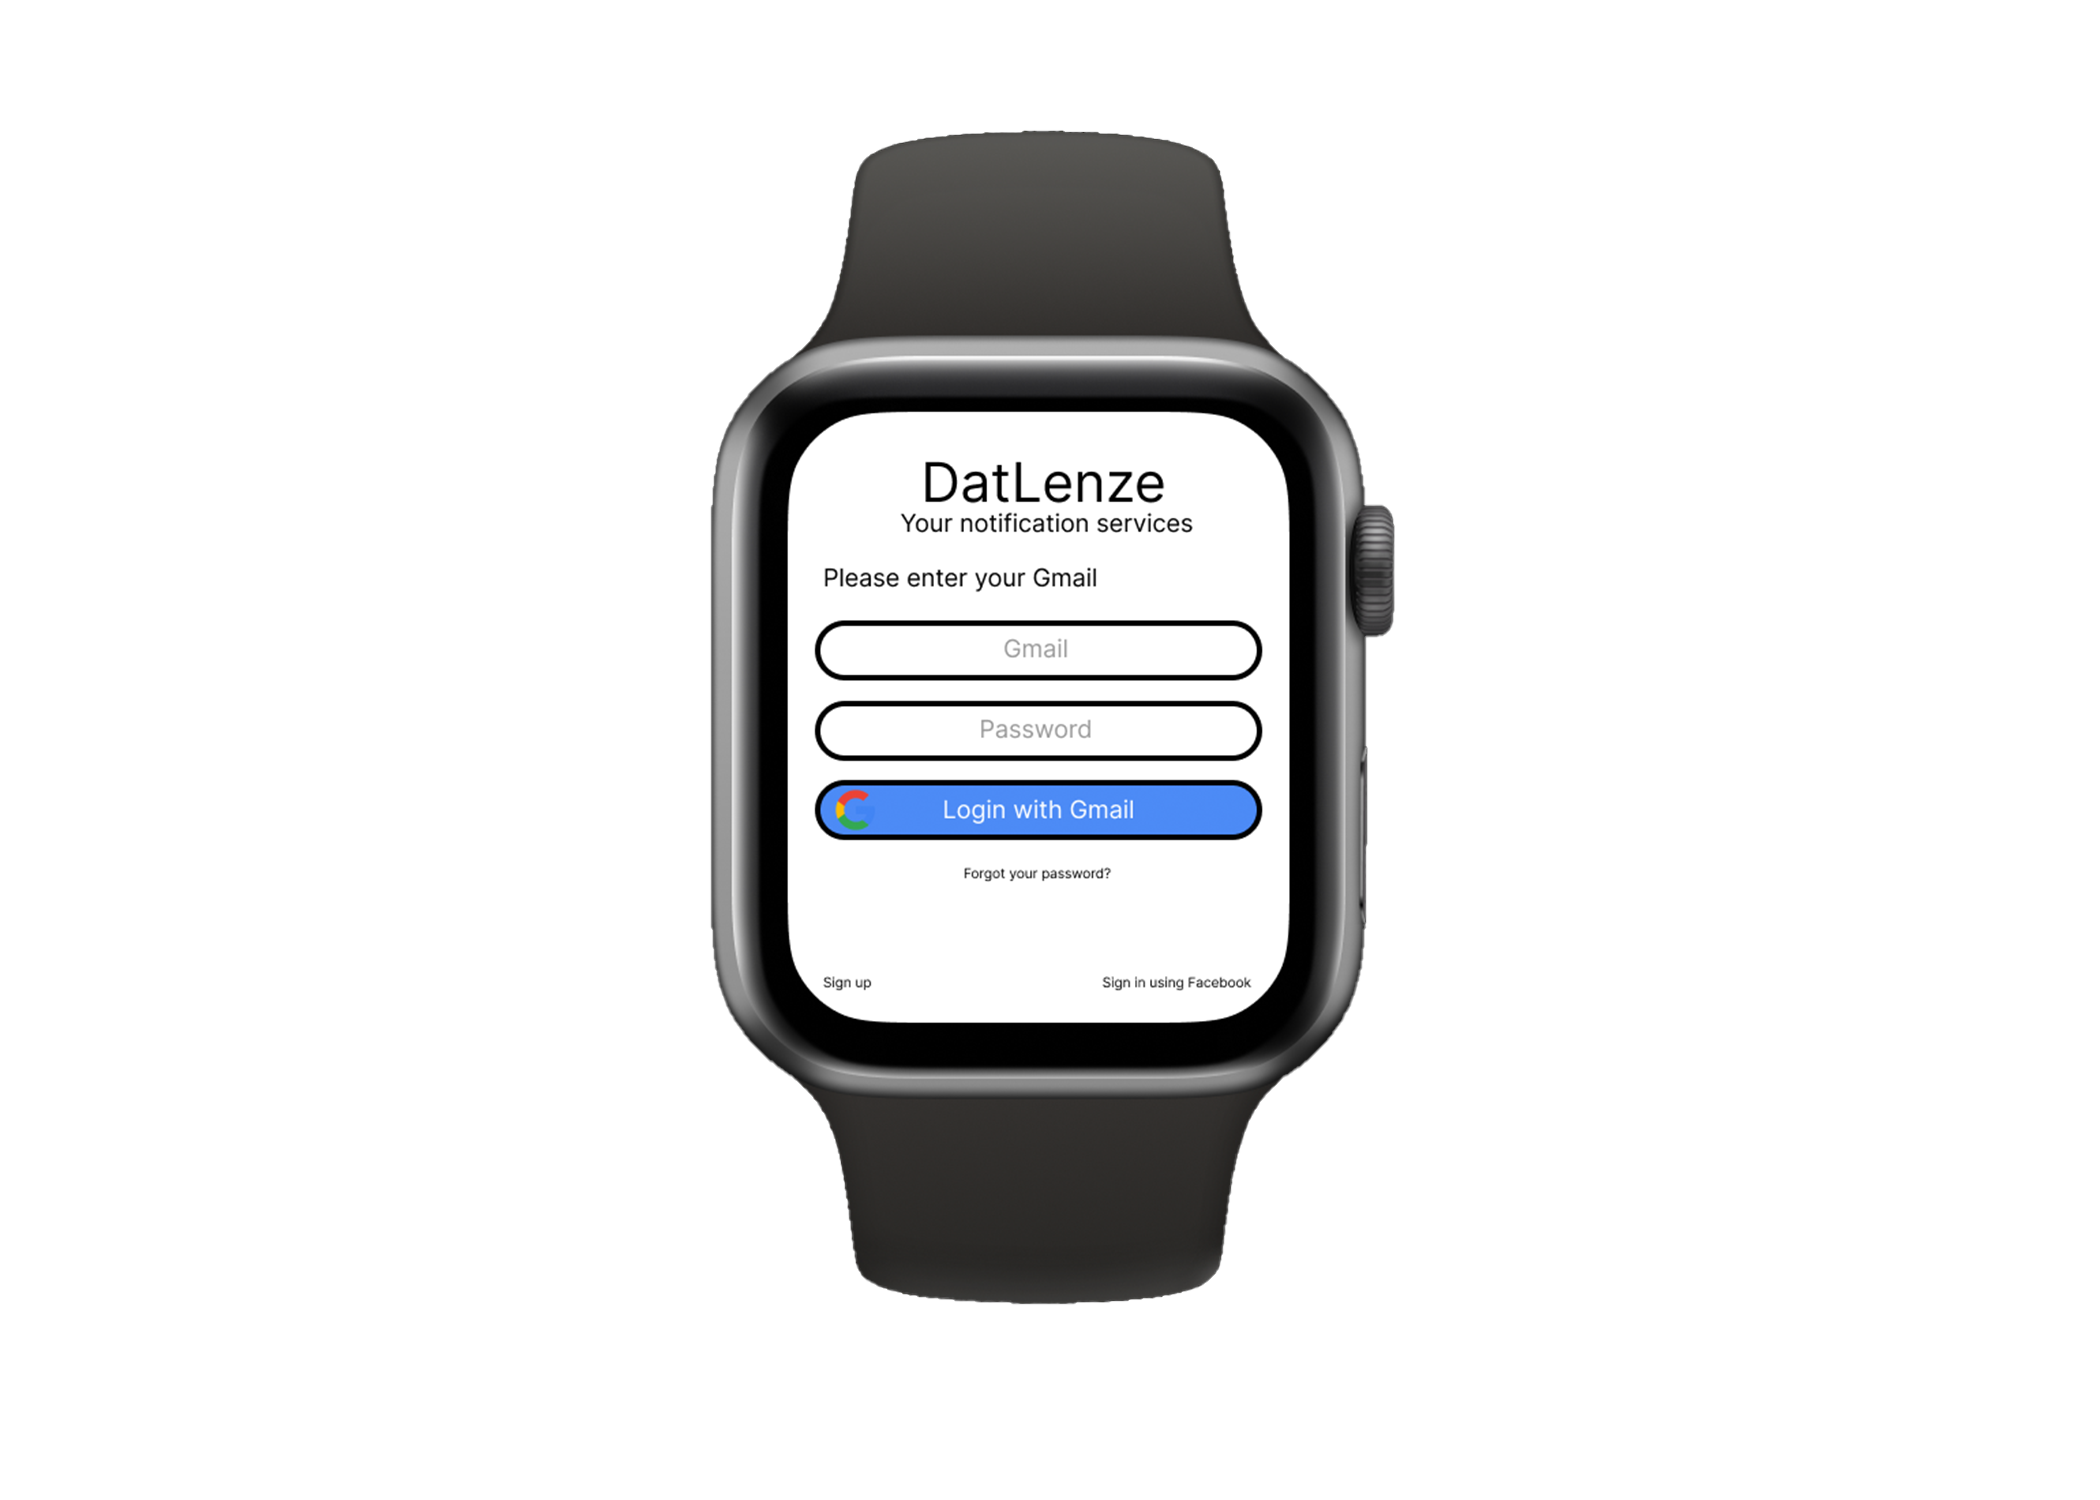 DatLenze
Your notification services
Please enter your Gmail
Gmail
Password
Login with Gmail
Forgot your password?
Sign up
Sign in using Facebook